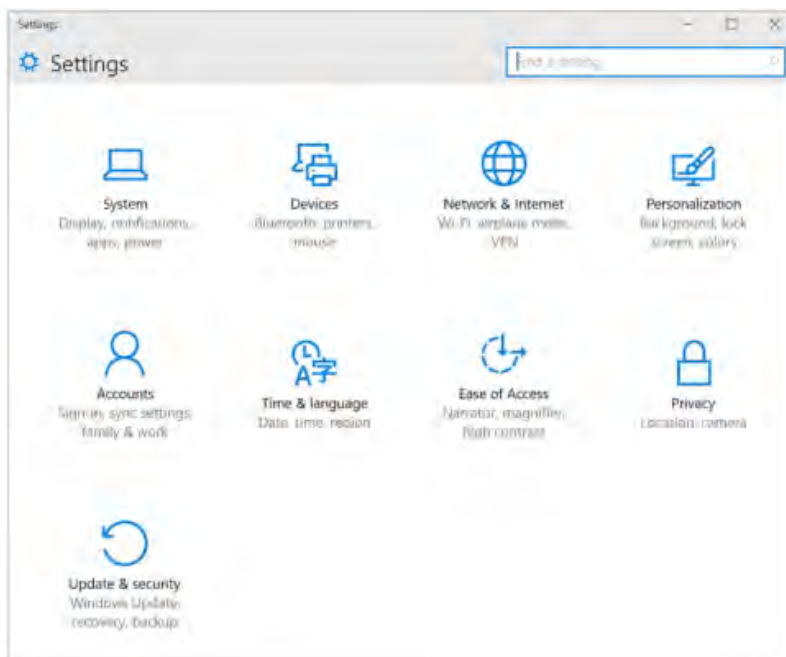 Settings
Settings
Find a setting
System
Display, notifications,
apps, power
Devices
Bluetooth, printers,
mouse
Network & Internet
Wi-Fi, airplane mode,
VPN
Personalization
Background, lock
screen, colors
Accounts
Sign-in, sync settings,
family & work
Time & language
Date, time, region
Ease of Access
Narrator, magnifier,
high contrast
Privacy
Location, camera
Update & security
Windows Update,
recovery, backup